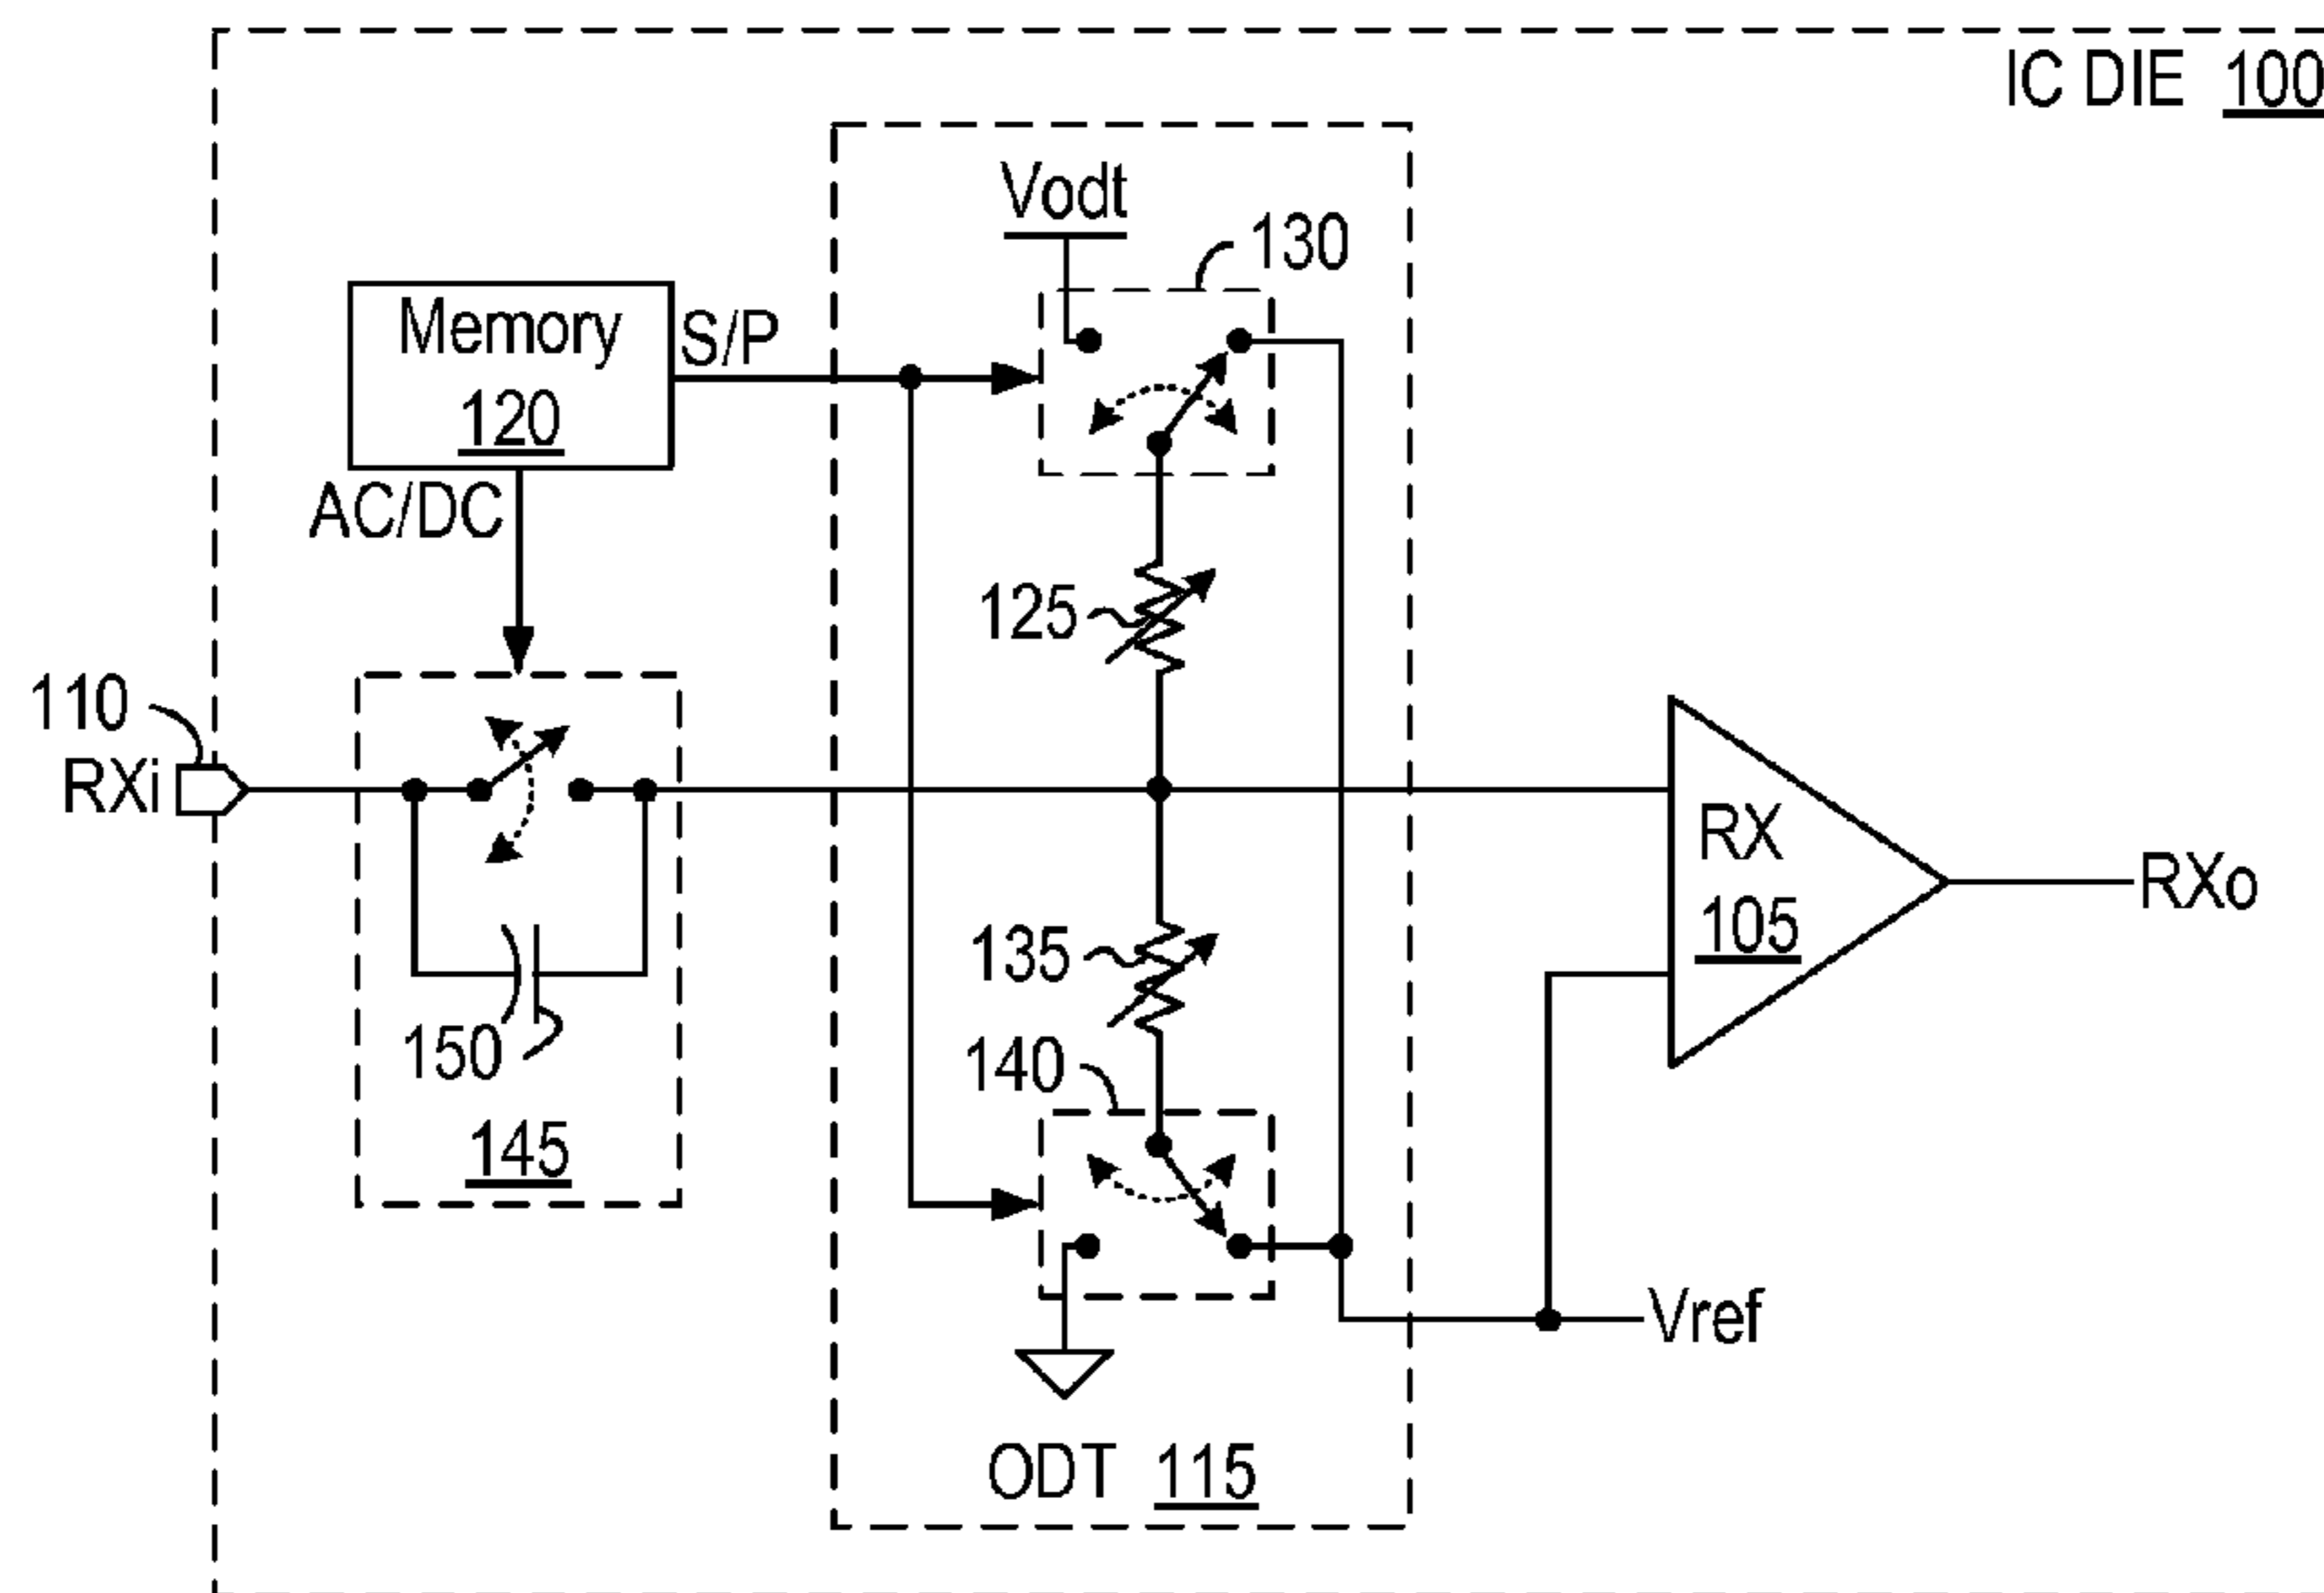 IC DIE 100
Vodt
130
Memory
120
S/P
AC/DC
125
110
RXi
RX
105
RXo
135
150
140
145
Vref
ODT 115